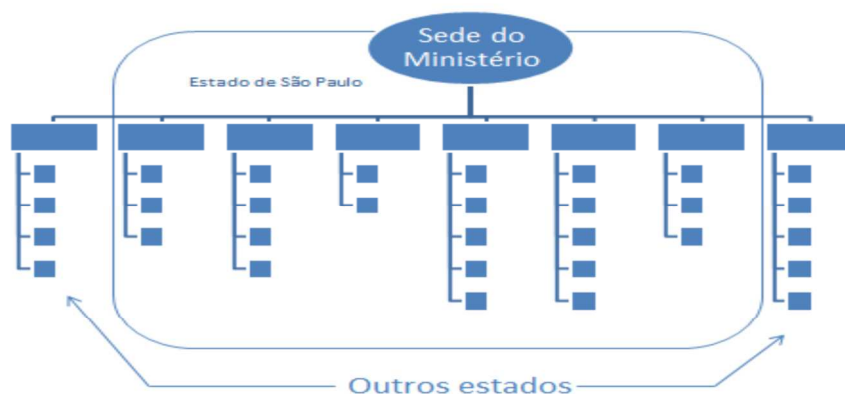 Sede do
Ministério
Estado de São Paulo
Outros estados